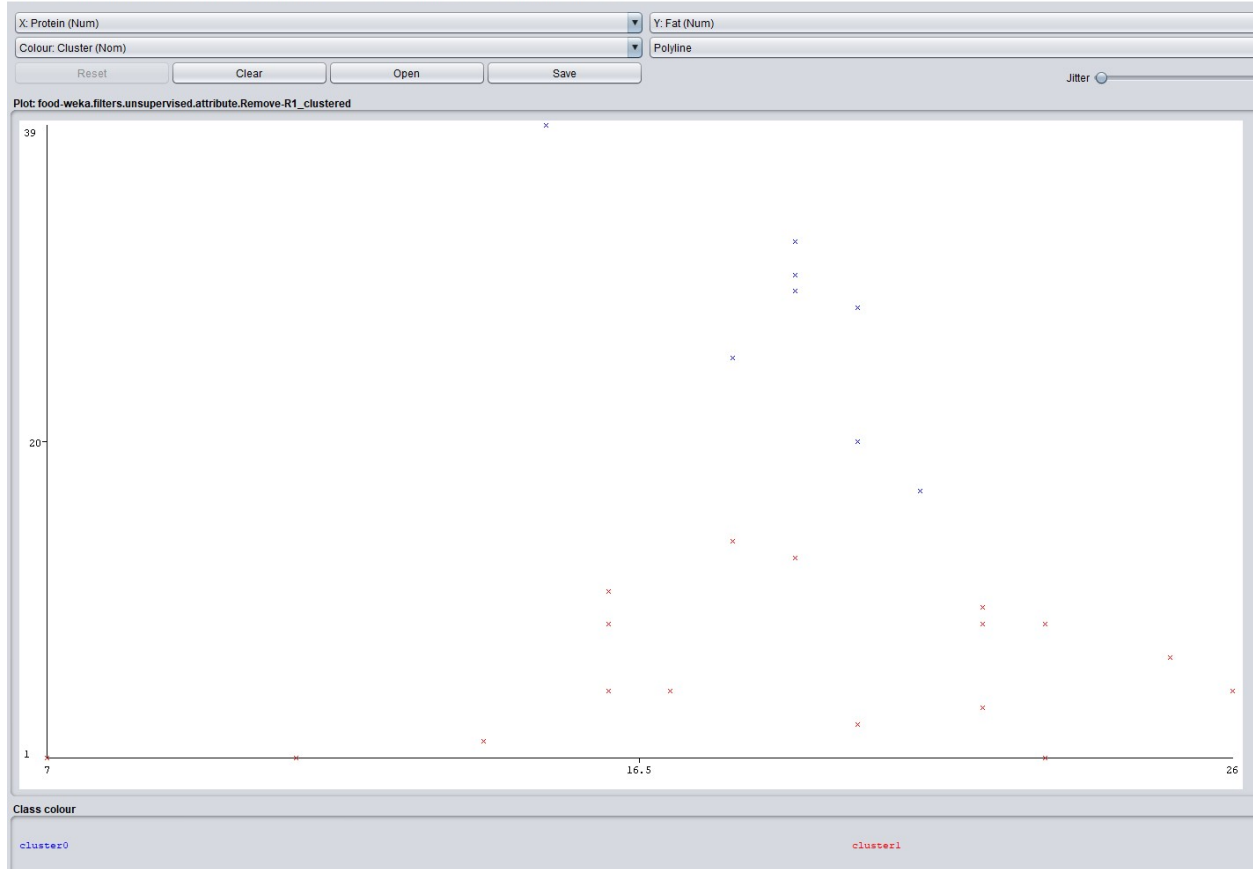 X: Protein (Num) Y: Fat (Num)
Colour: Cluster (Nom) Polyline
Reset Clear Open Save Jitter
Plot: food-weka.filters.unsupervised.attribute.Remove-R1_clustered
39
20
1
7 16.5 26
Class colour
cluster0 cluster1